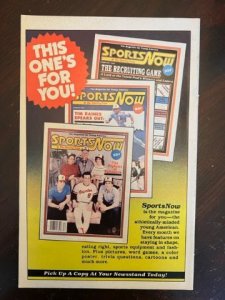 THIS
ONE'S
FOR
YOU!
SPORTSNOW
THE RECRUITING GAME
SPORTSNOW
TIM RAINES
SPEAKS OUT:
SPORTSNOW
SportsNow
is the magazine
for you—the
athletically-minded
young American.
Every month we
have features on
staying in shape,
eating right, sports equipment and fash-
ion. Plus pictures, word games, a color
poster, trivia questions, cartoons and
much more.
Pick Up A Copy At Your Newsstand Today!